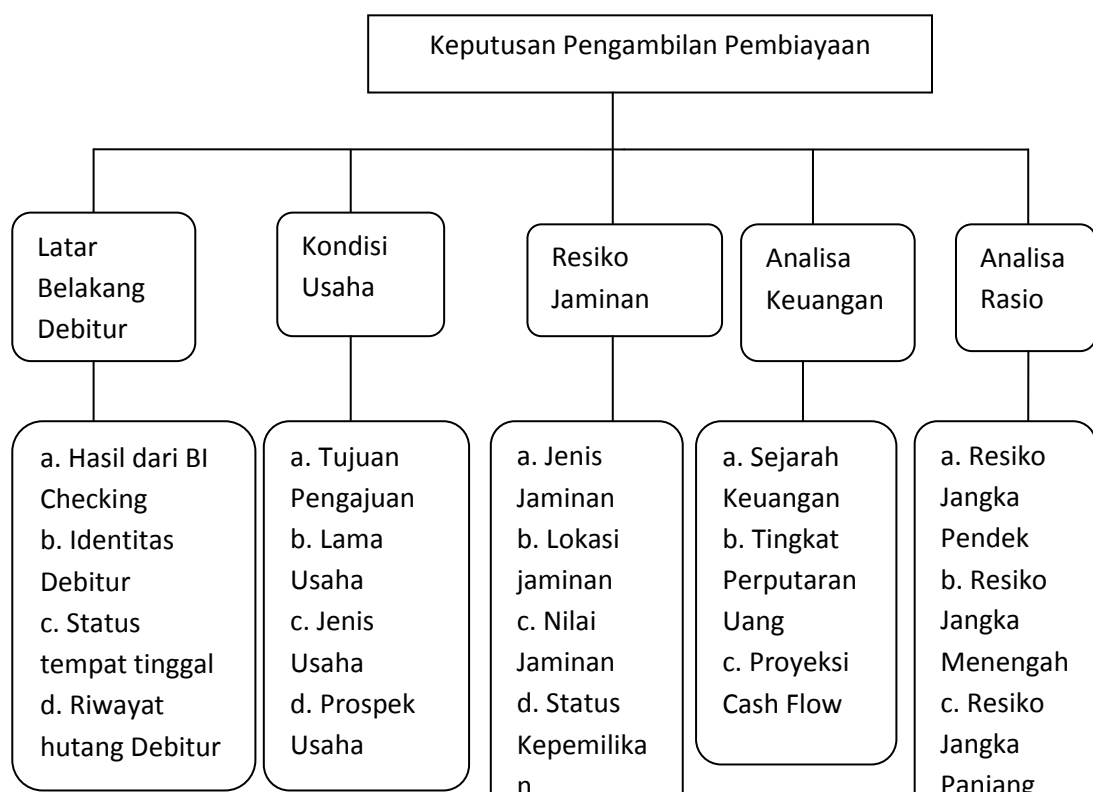 Keputusan Pengambilan Pembiayaan
Latar
Belakang
Debitur
Kondisi
Usaha
Resiko
Jaminan
Analisa
Keuangan
Analisa
Rasio
a. Hasil dari BI
Checking
b. Identitas
Debitur
c. Status
tempat tinggal
d. Riwayat
hutang Debitur
a. Tujuan
Pengajuan
b. Lama
Usaha
c. Jenis
Usaha
d. Prospek
Usaha
a. Jenis
Jaminan
b. Lokasi
jaminan
c. Nilai
Jaminan
d. Status
Kepemilika
n
a. Sejarah
Keuangan
b. Tingkat
Perputaran
Uang
c. Proyeksi
Cash Flow
a. Resiko
Jangka
Pendek
b. Resiko
Jangka
Menengah
c. Resiko
Jangka
Panjang